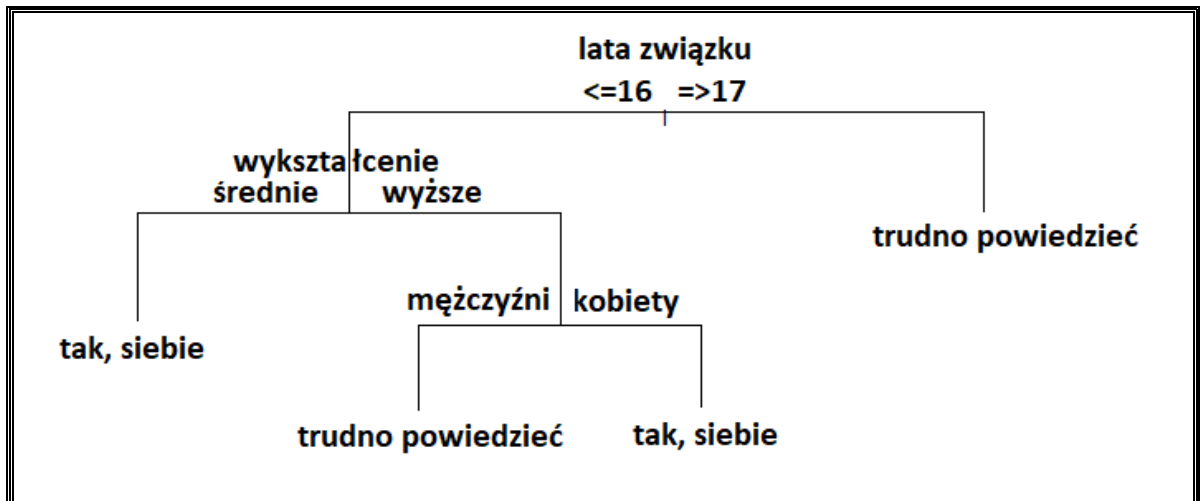 lata związku
<=16 =>17
wykształcenie
średnie wyższe
trudno powiedzieć
mężczyźni kobiety
tak, siebie
trudno powiedzieć tak, siebie